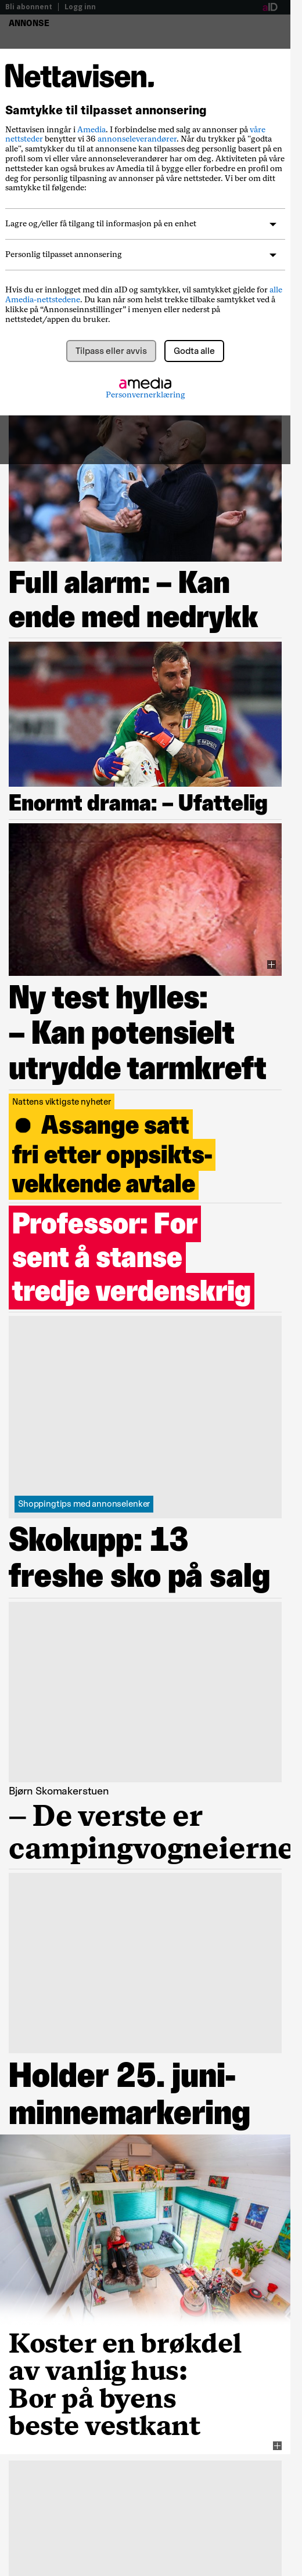 Bli abonnent | Logg inn
aID
ANNONSE
Nettavisen.
Samtykke til tilpasset annonsering
Nettavisen inngår i Amedia. I forbindelse med salg av annonser på våre
nettsteder benytter vi 36 annonseleverandører. Når du trykker på "godta
alle", samtykker du til at annonsene kan tilpasses deg personlig basert på en
profil som vi eller våre annonseleverandører har om deg. Aktiviteten på våre
nettsteder kan også brukes av Amedia til å bygge eller forbedre en profil om
deg for personlig tilpasning av annonser på våre nettsteder. Vi ber om ditt
samtykke til følgende:
Lagre og/eller få tilgang til informasjon på en enhet
Personlig tilpasset annonsering
Hvis du er innlogget med din aID og samtykker, vil samtykket gjelde for alle
Amedia-nettstedene. Du kan når som helst trekke tilbake samtykket ved å
klikke på “Annonseinnstillinger” i menyen eller nederst på
nettstedet/appen du bruker.
Tilpass eller avvis
Godta alle
amedia
Personvernerklæring
Full alarm: – Kan
ende med nedrykk
Enormt drama: – Ufattelig
Ny test hylles:
– Kan potensielt
utrydde tarmkreft
Nattens viktigste nyheter
● Assange satt
fri etter oppsikts-
vekkende avtale
Professor: For
sent å stanse
tredje verdenskrig
Shoppingtips med annonselenker
Skokupp: 13
freshe sko på salg
Bjørn Skomakerstuen
– De verste er
campingvogneierne
Holder 25. juni-
minnemarkering
Koster en brøkdel
av vanlig hus:
Bor på byens
beste vestkant